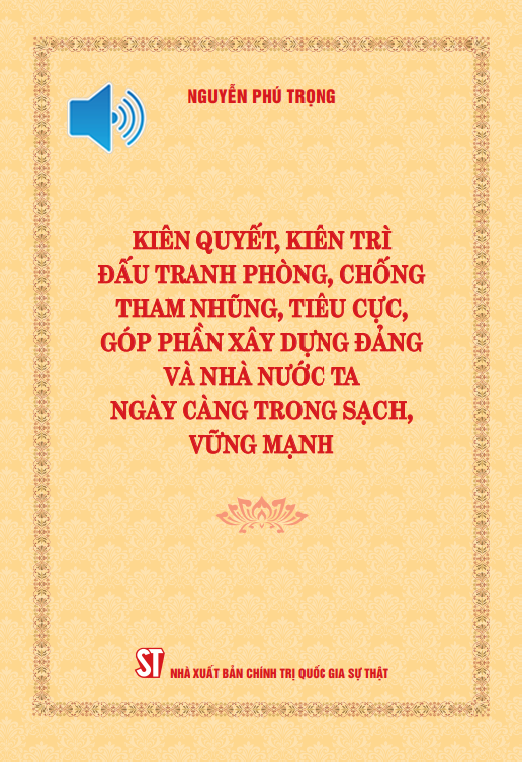 NGUYỄN PHÚ TRỌNG
KIÊN QUYẾT, KIÊN TRÌ
ĐẤU TRANH PHÒNG, CHỐNG
THAM NHŨNG, TIÊU CỰC,
GÓP PHẦN XÂY DỰNG ĐẢNG
VÀ NHÀ NƯỚC TA
NGÀY CÀNG TRONG SẠCH,
VỮNG MẠNH
ST NHÀ XUẤT BẢN CHÍNH TRỊ QUỐC GIA SỰ THẬT